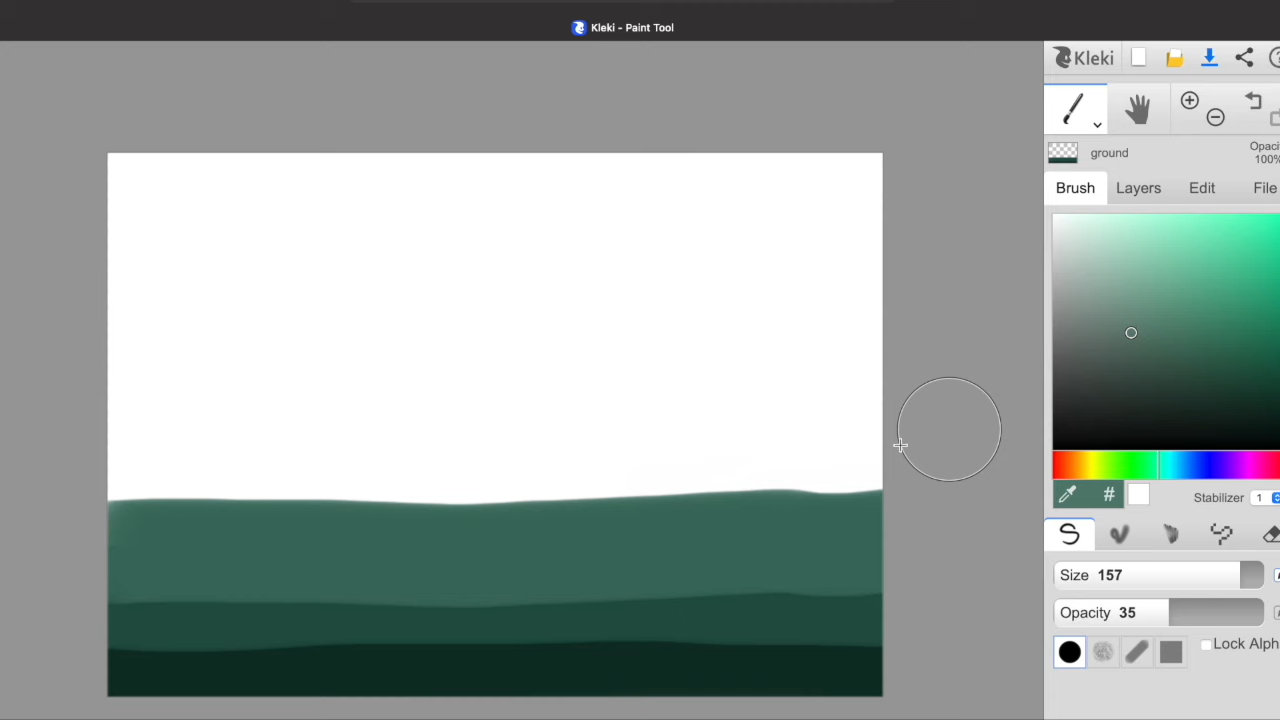 Kleki - Paint Tool
Kleki
ground
Opaci
100%
Brush Layers Edit File
# Stabilizer 1
Size 157
Opacity 35
Lock Alph